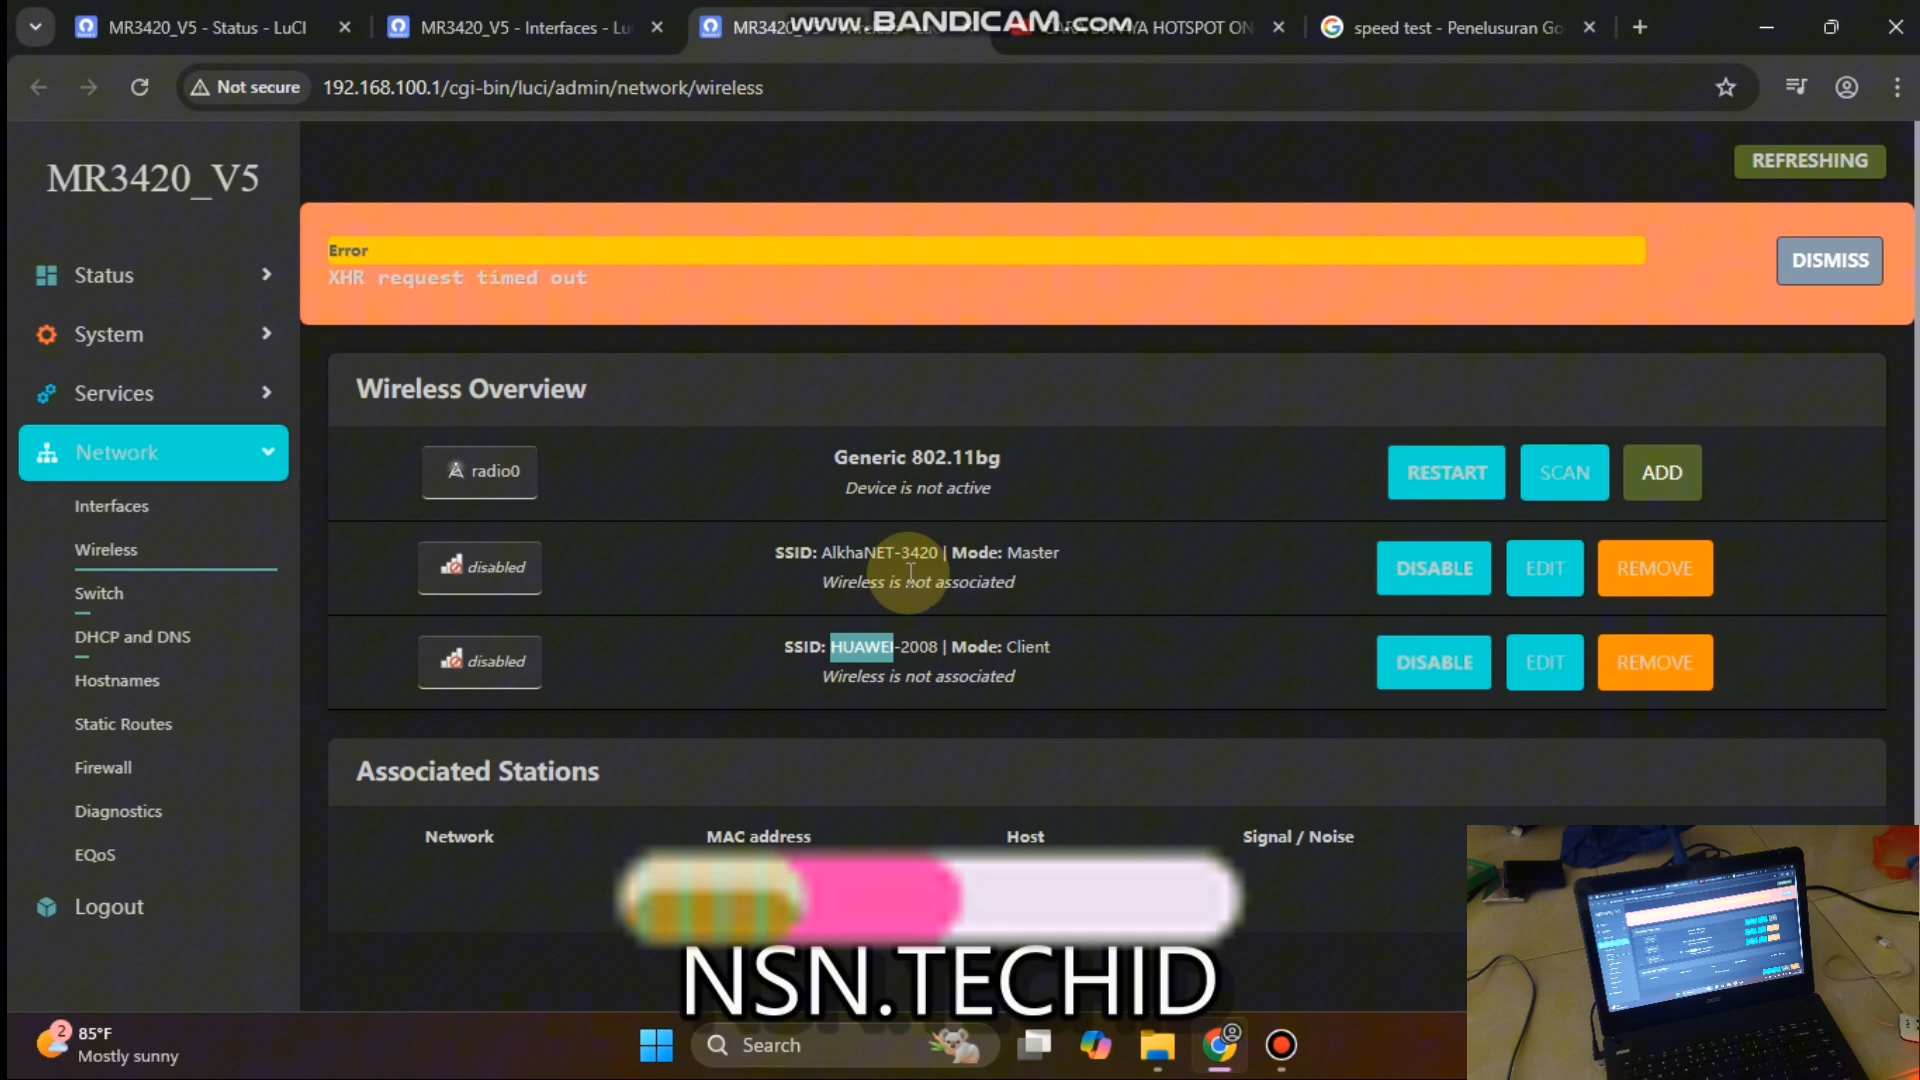 MR3420_V5 - Status - LuCI
MR3420_V5 - Interfaces - Lu
www.BANDICAM.com
YA HOTSPOT ON
speed test - Penelusuran Go
Not secure
192.168.100.1/cgi-bin/luci/admin/network/wireless
MR3420_V5
REFRESHING
Error
XHR request timed out
DISMISS
Status
System
Services
Network
Interfaces
Wireless
Switch
DHCP and DNS
Hostnames
Static Routes
Firewall
Diagnostics
EQoS
Logout
Wireless Overview
radio0
Generic 802.11bg
Device is not active
RESTART
SCAN
ADD
disabled
SSID: AlkhaNET-3420 | Mode: Master
Wireless is not associated
DISABLE
EDIT
REMOVE
disabled
SSID: HUAWEI-2008 | Mode: Client
Wireless is not associated
DISABLE
EDIT
REMOVE
Associated Stations
Network
MAC address
Host
Signal / Noise
NSN.TECHID
2
85°F
Mostly sunny
Search